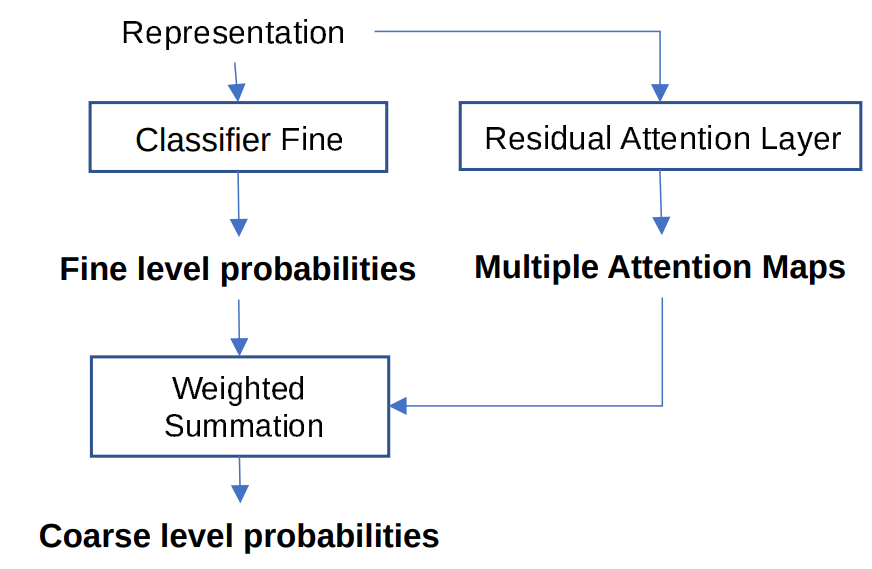 Representation
Classifier Fine
Residual Attention Layer
Fine level probabilities
Multiple Attention Maps
Weighted
Summation
Coarse level probabilities